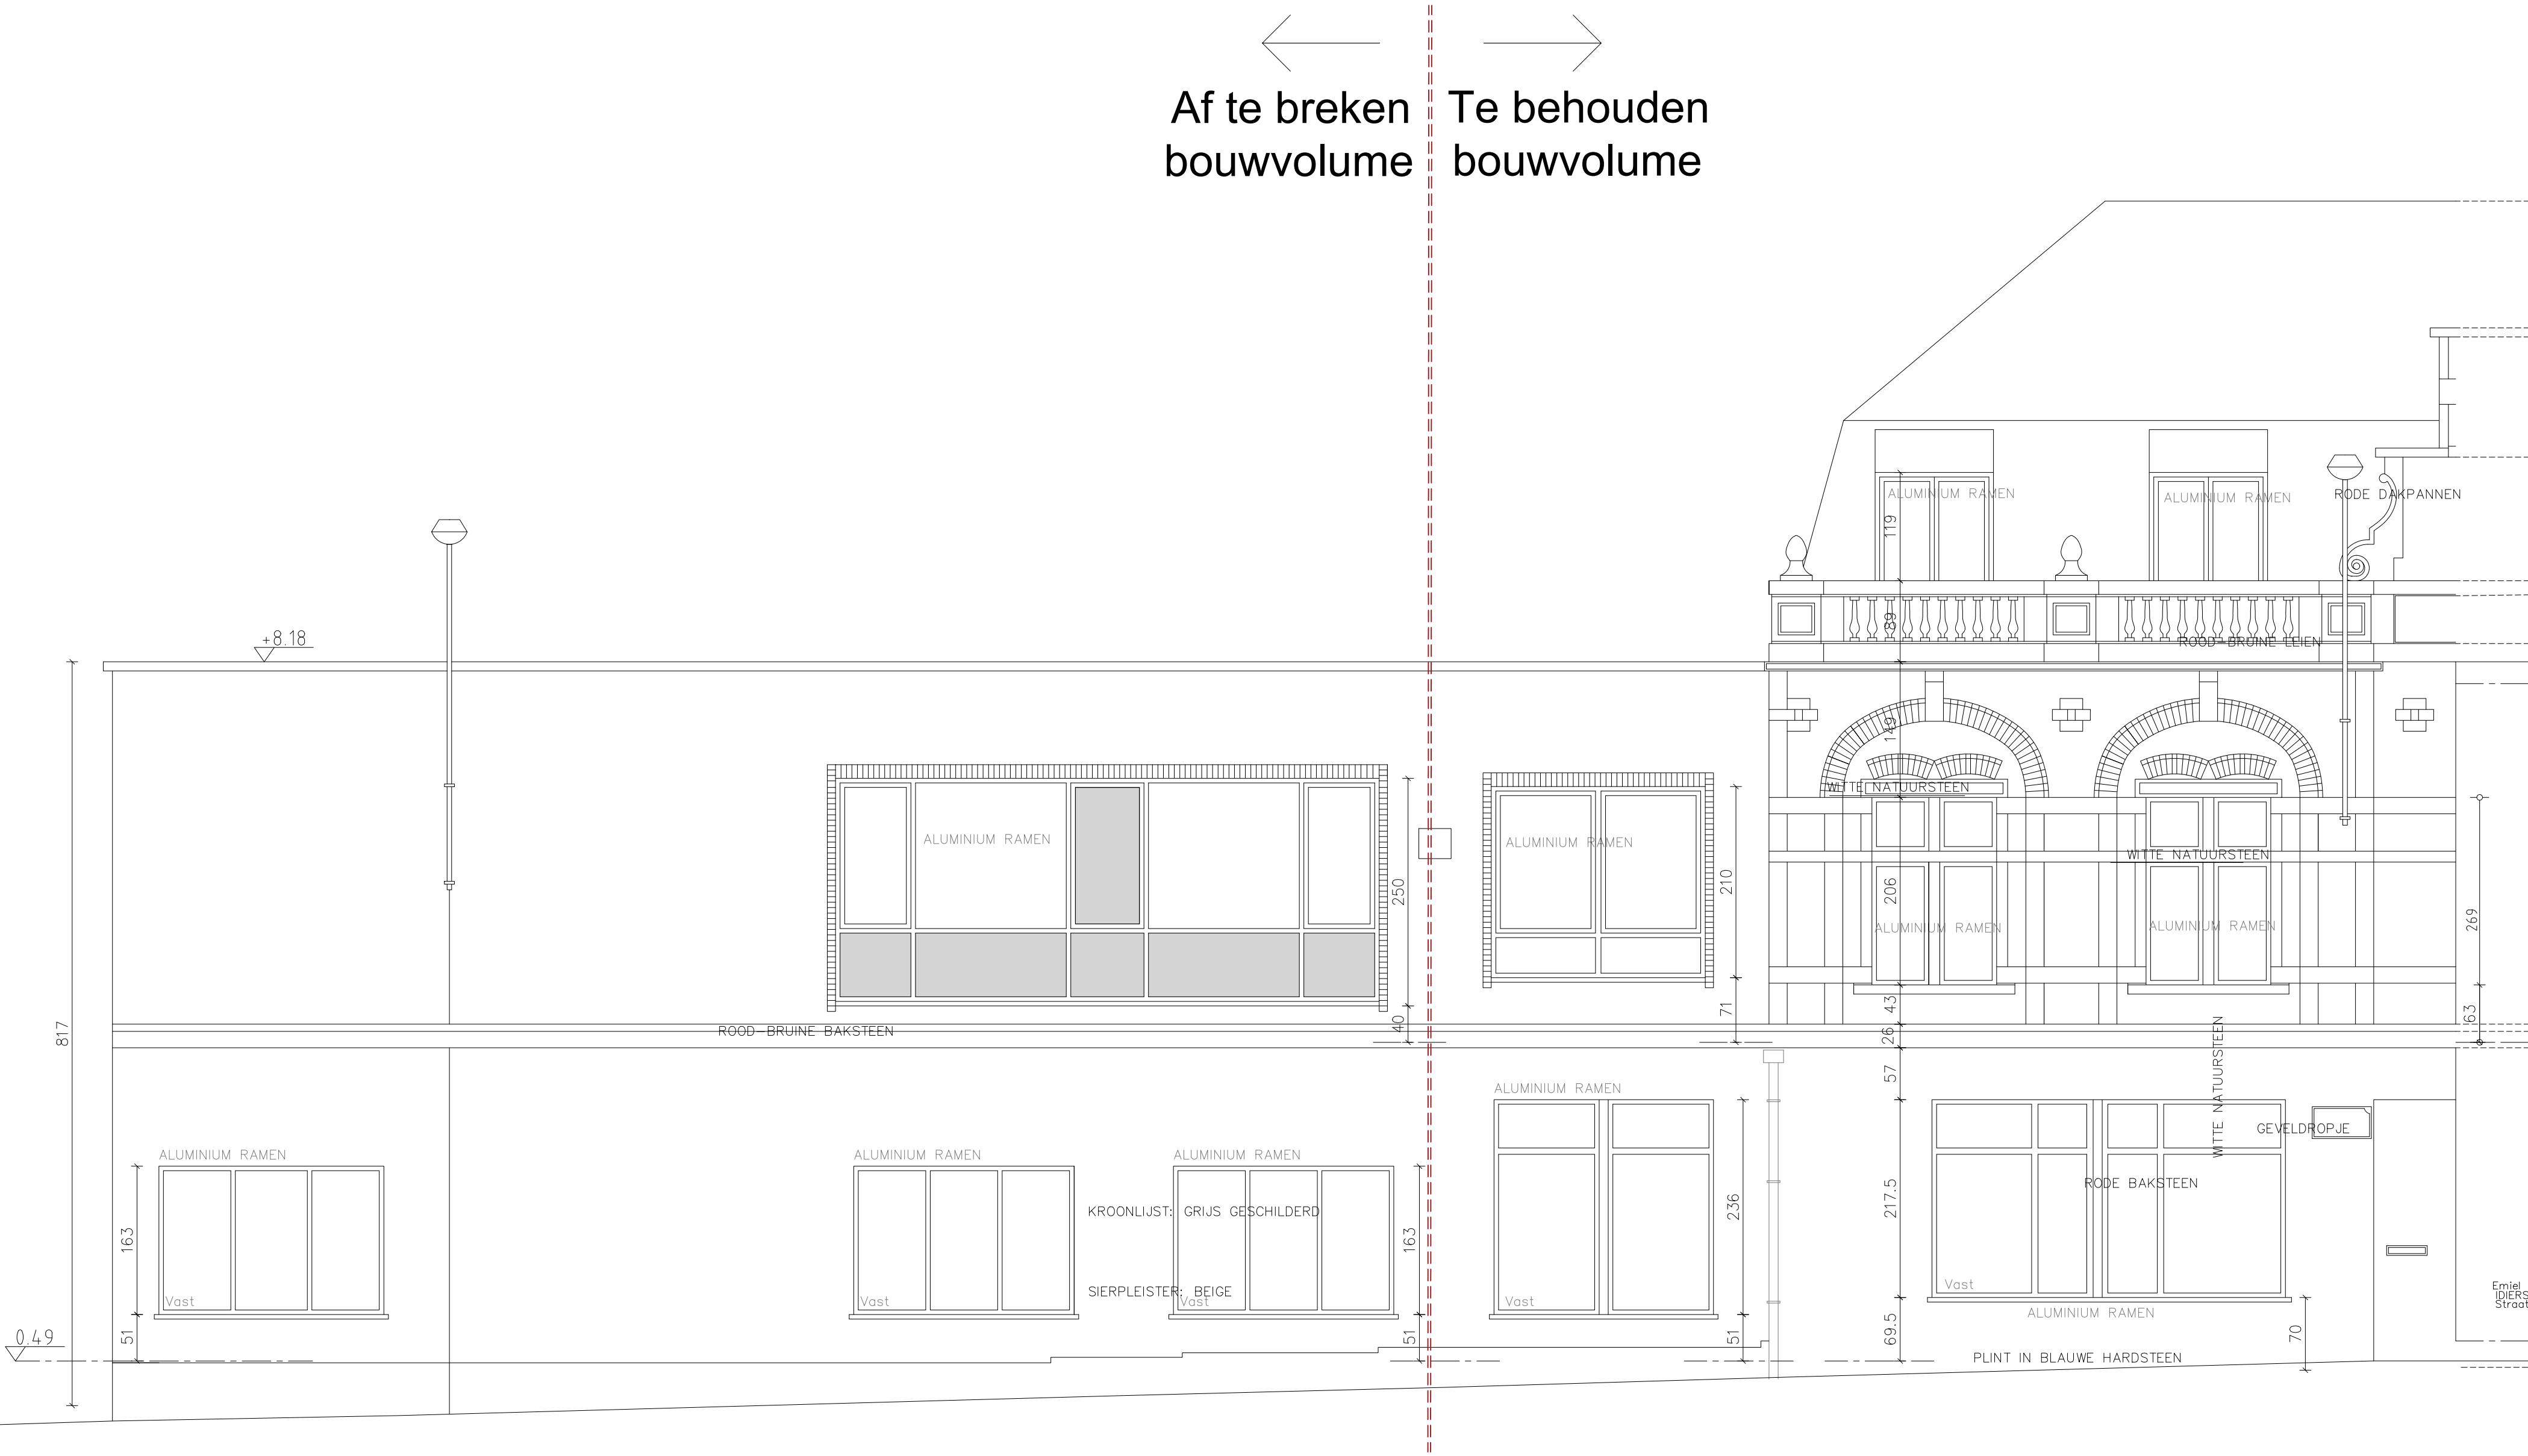 Af te breken
bouwvolume
Te behouden
bouwvolume
ALUMINIUM RAMEN
ALUMINIUM RAMEN
RODE DAKPANNEN
119
+8.18
89
ROOD-BRUINE LEIEN
149
WITTE NATUURSTEEN
ALUMINIUM RAMEN
ALUMINIUM RAMEN
WITTE NATUURSTEEN
250
210
206
269
ALUMINIUM RAMEN
ALUMINIUM RAMEN
817
ROOD-BRUINE BAKSTEEN
40
71
43
26
63
WITTE NATUURSTEEN
57
ALUMINIUM RAMEN
GEVELDROPJE
ALUMINIUM RAMEN
ALUMINIUM RAMEN
ALUMINIUM RAMEN
RODE BAKSTEEN
KROONLIJST: GRIJS GESCHILDERD
163
163
236
217.5
SIERPLEISTER: BEIGE
Vast
Vast
Vast
Vast
Vast
Emiel
IDIERS
Straat
ALUMINIUM RAMEN
0.49
51
51
51
69.5
70
PLINT IN BLAUWE HARDSTEEN